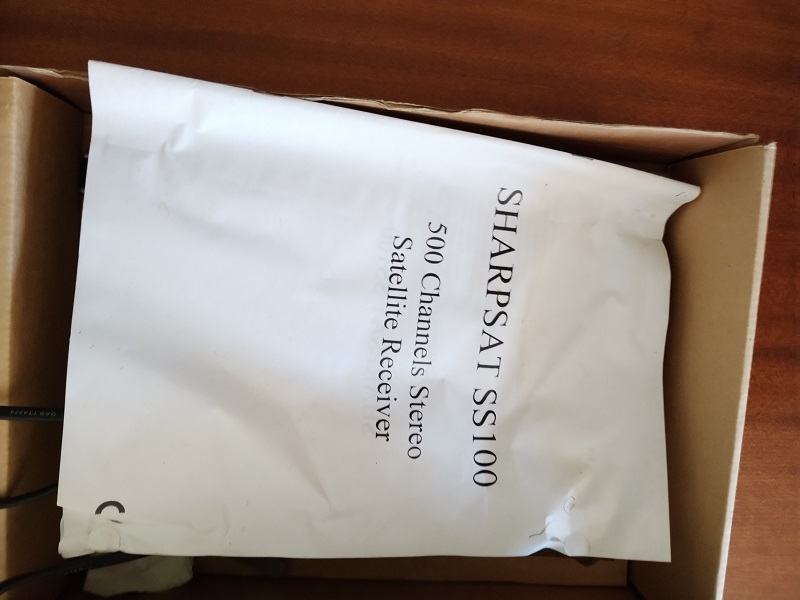 SHARPSAT SS100
500 Channels Stereo
Satellite Receiver